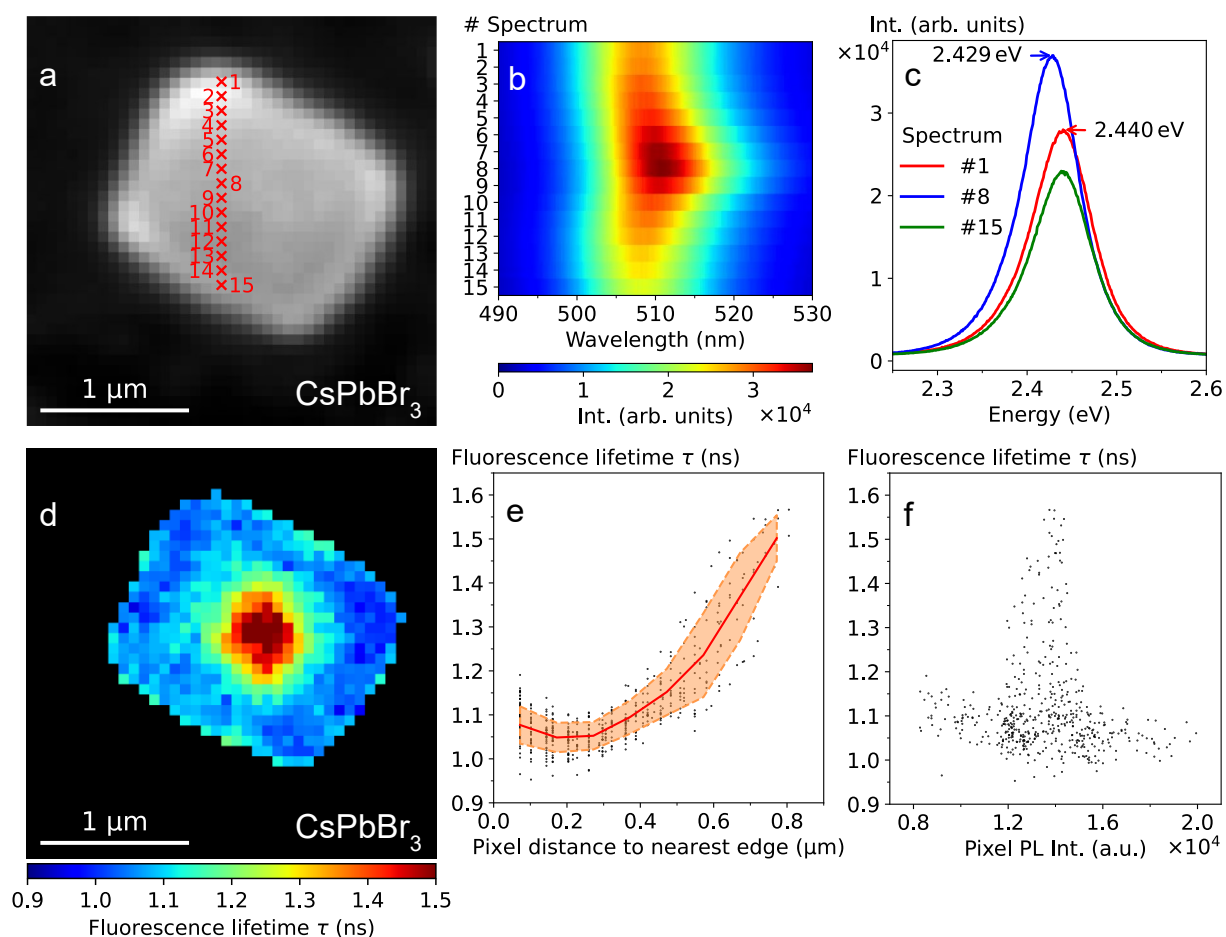 a
1
2
3
4
5
6
7
8
9
10
11
12
13
14
15
1 µm
CsPbBr3
# Spectrum
b
1
2
3
4
5
6
7
8
9
10
11
12
13
14
15
490 500 510 520 530
Wavelength (nm)
0 1 2 3
Int. (arb. units) ×10⁴
Int. (arb. units)
×10⁴
c
2.429 eV
2.440 eV
Spectrum
#1
#8
#15
3
2
1
0
2.3 2.4 2.5 2.6
Energy (eV)
d
1 µm
CsPbBr3
0.9 1.0 1.1 1.2 1.3 1.4 1.5
Fluorescence lifetime τ (ns)
Fluorescence lifetime τ (ns)
e
1.6
1.5
1.4
1.3
1.2
1.1
1.0
0.9
0.0 0.2 0.4 0.6 0.8
Pixel distance to nearest edge (µm)
Fluorescence lifetime τ (ns)
f
1.6
1.5
1.4
1.3
1.2
1.1
1.0
0.9
0.8 1.2 1.6 2.0
Pixel PL Int. (a.u.) ×10⁴